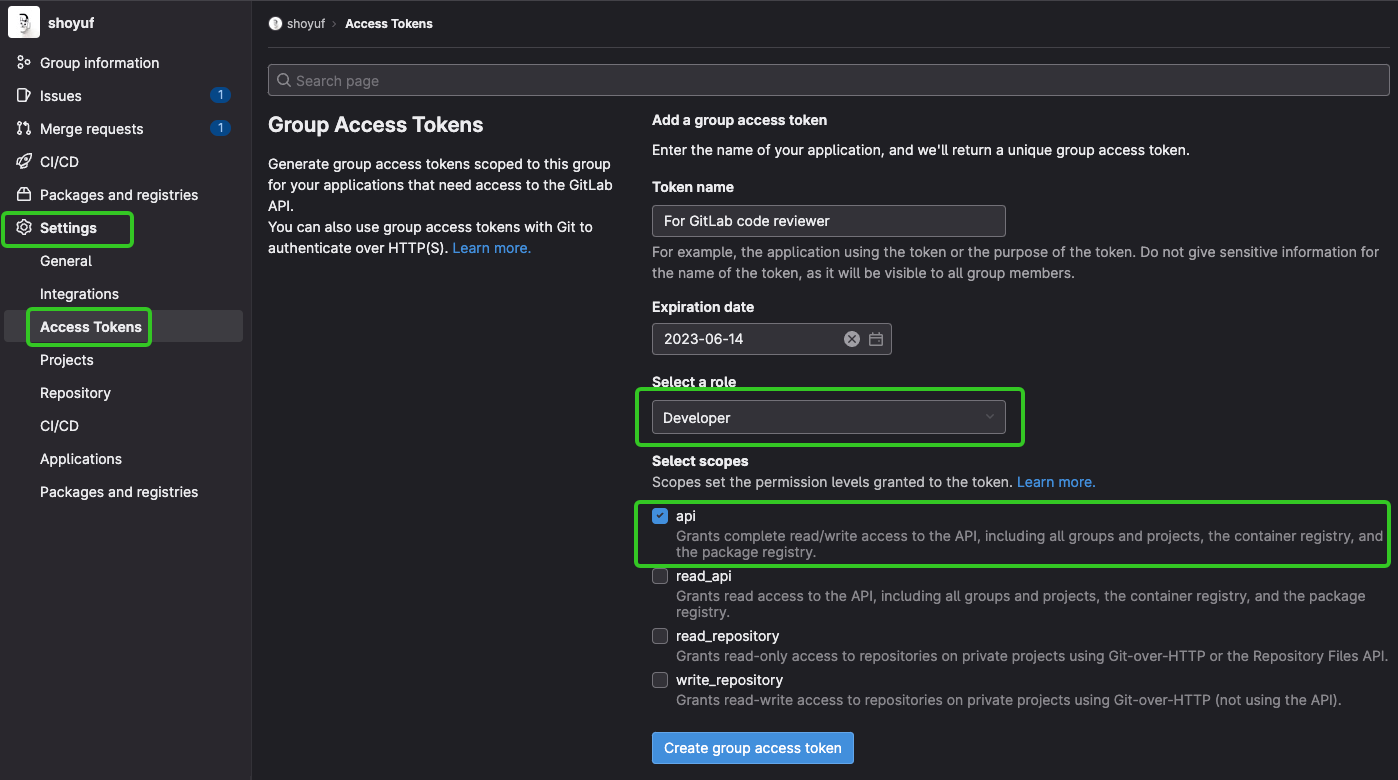 shoyuf
Group information
Issues 1
Merge requests 1
CI/CD
Packages and registries
Settings
General
Integrations
Access Tokens
Projects
Repository
CI/CD
Applications
Packages and registries
shoyuf › Access Tokens
Search page
Group Access Tokens
Generate group access tokens scoped to this group
for your applications that need access to the GitLab
API.
You can also use group access tokens with Git to
authenticate over HTTP(S). Learn more.
Add a group access token
Enter the name of your application, and we'll return a unique group access token.
Token name
For GitLab code reviewer
For example, the application using the token or the purpose of the token. Do not give sensitive information for
the name of the token, as it will be visible to all group members.
Expiration date
2023-06-14
Select a role
Developer
Select scopes
Scopes set the permission levels granted to the token. Learn more.
api
Grants complete read/write access to the API, including all groups and projects, the container registry, and
the package registry.
read_api
Grants read access to the API, including all groups and projects, the container registry, and the package
registry.
read_repository
Grants read-only access to repositories on private projects using Git-over-HTTP or the Repository Files API.
write_repository
Grants read-write access to repositories on private projects using Git-over-HTTP (not using the API).
Create group access token